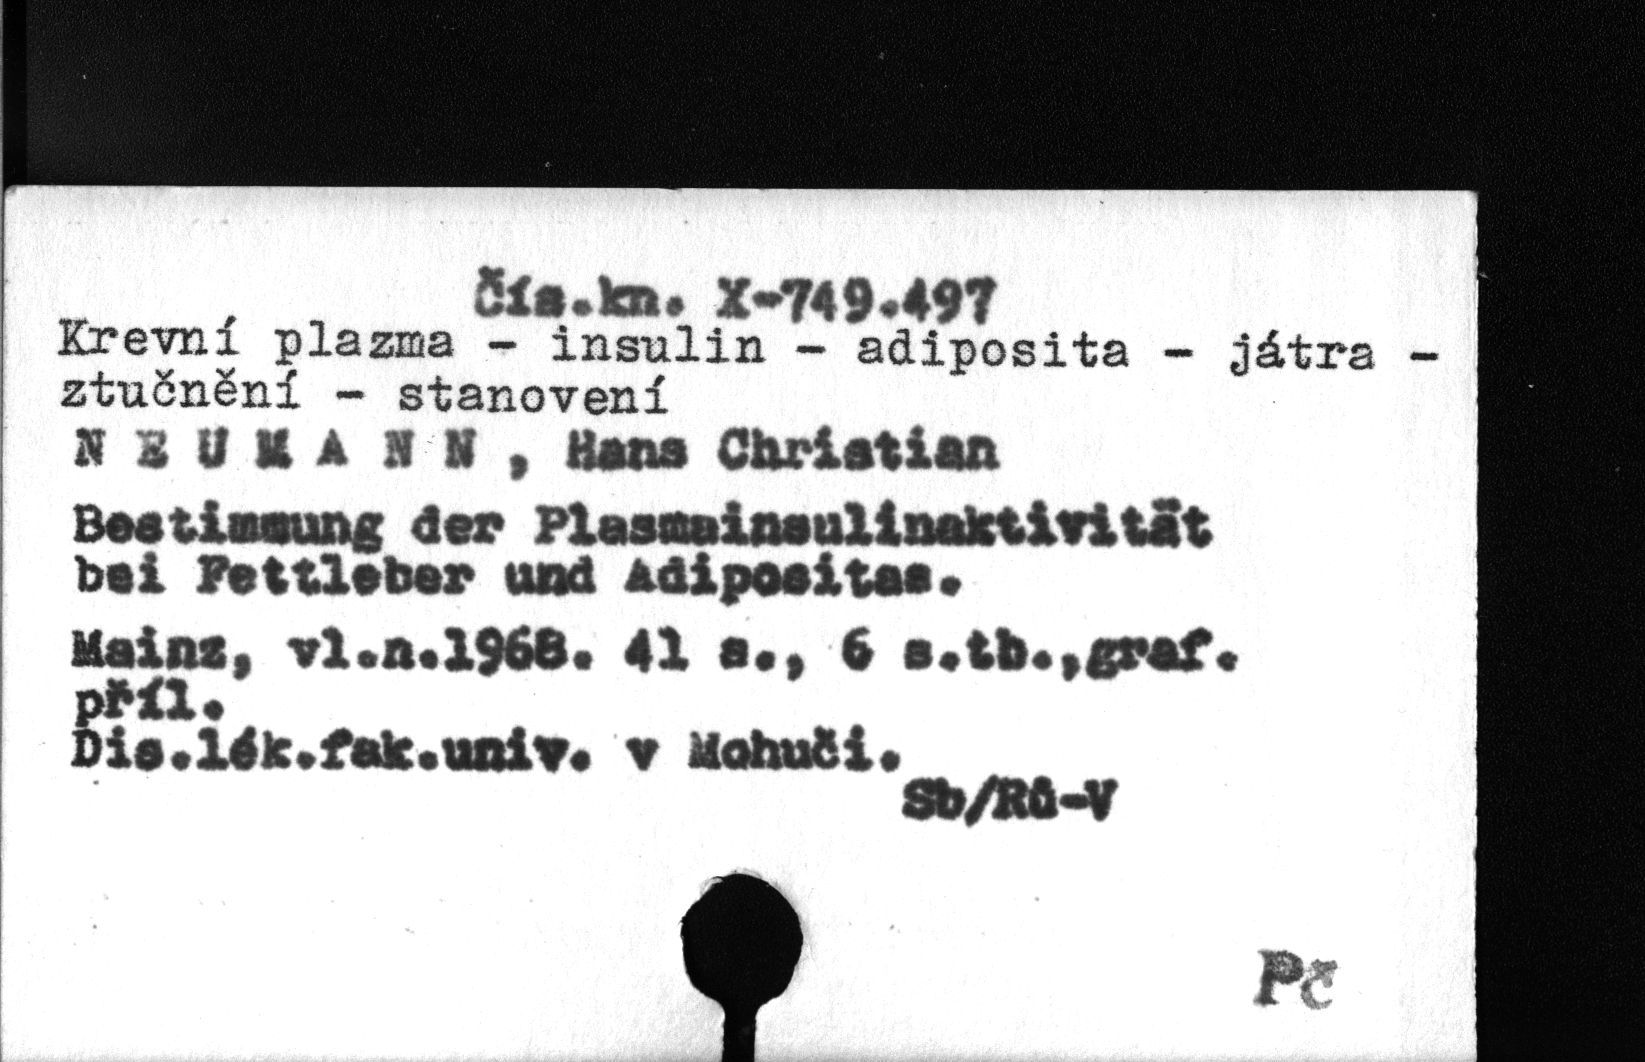 Čís.kn. X-749.497
Krevní plazma - insulin - adiposita - játra -
ztučnění - stanovení
N E U M A N N , Hans Christian
Bestimmung der Plasmainsulinaktivität
bei Fettleber und Adipositas.
Mainz, vl.n.1968. 41 s., 6 s.tb.,graf.
příl.
Dis.lék.fak.univ. v Mohuči.
Sb/Rů-V
Pč